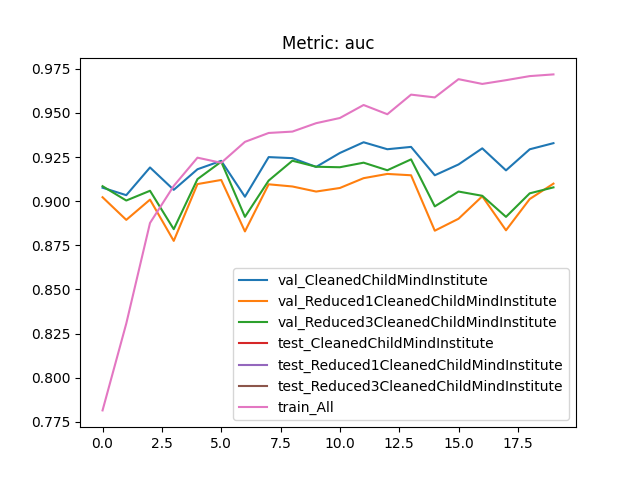 Metric: auc
0.975
0.950
0.925
0.900
0.875
0.850
0.825
0.800
0.775
val_CleanedChildMindInstitute
val_Reduced1CleanedChildMindInstitute
val_Reduced3CleanedChildMindInstitute
test_CleanedChildMindInstitute
test_Reduced1CleanedChildMindInstitute
test_Reduced3CleanedChildMindInstitute
train_All
0.0 2.5 5.0 7.5 10.0 12.5 15.0 17.5